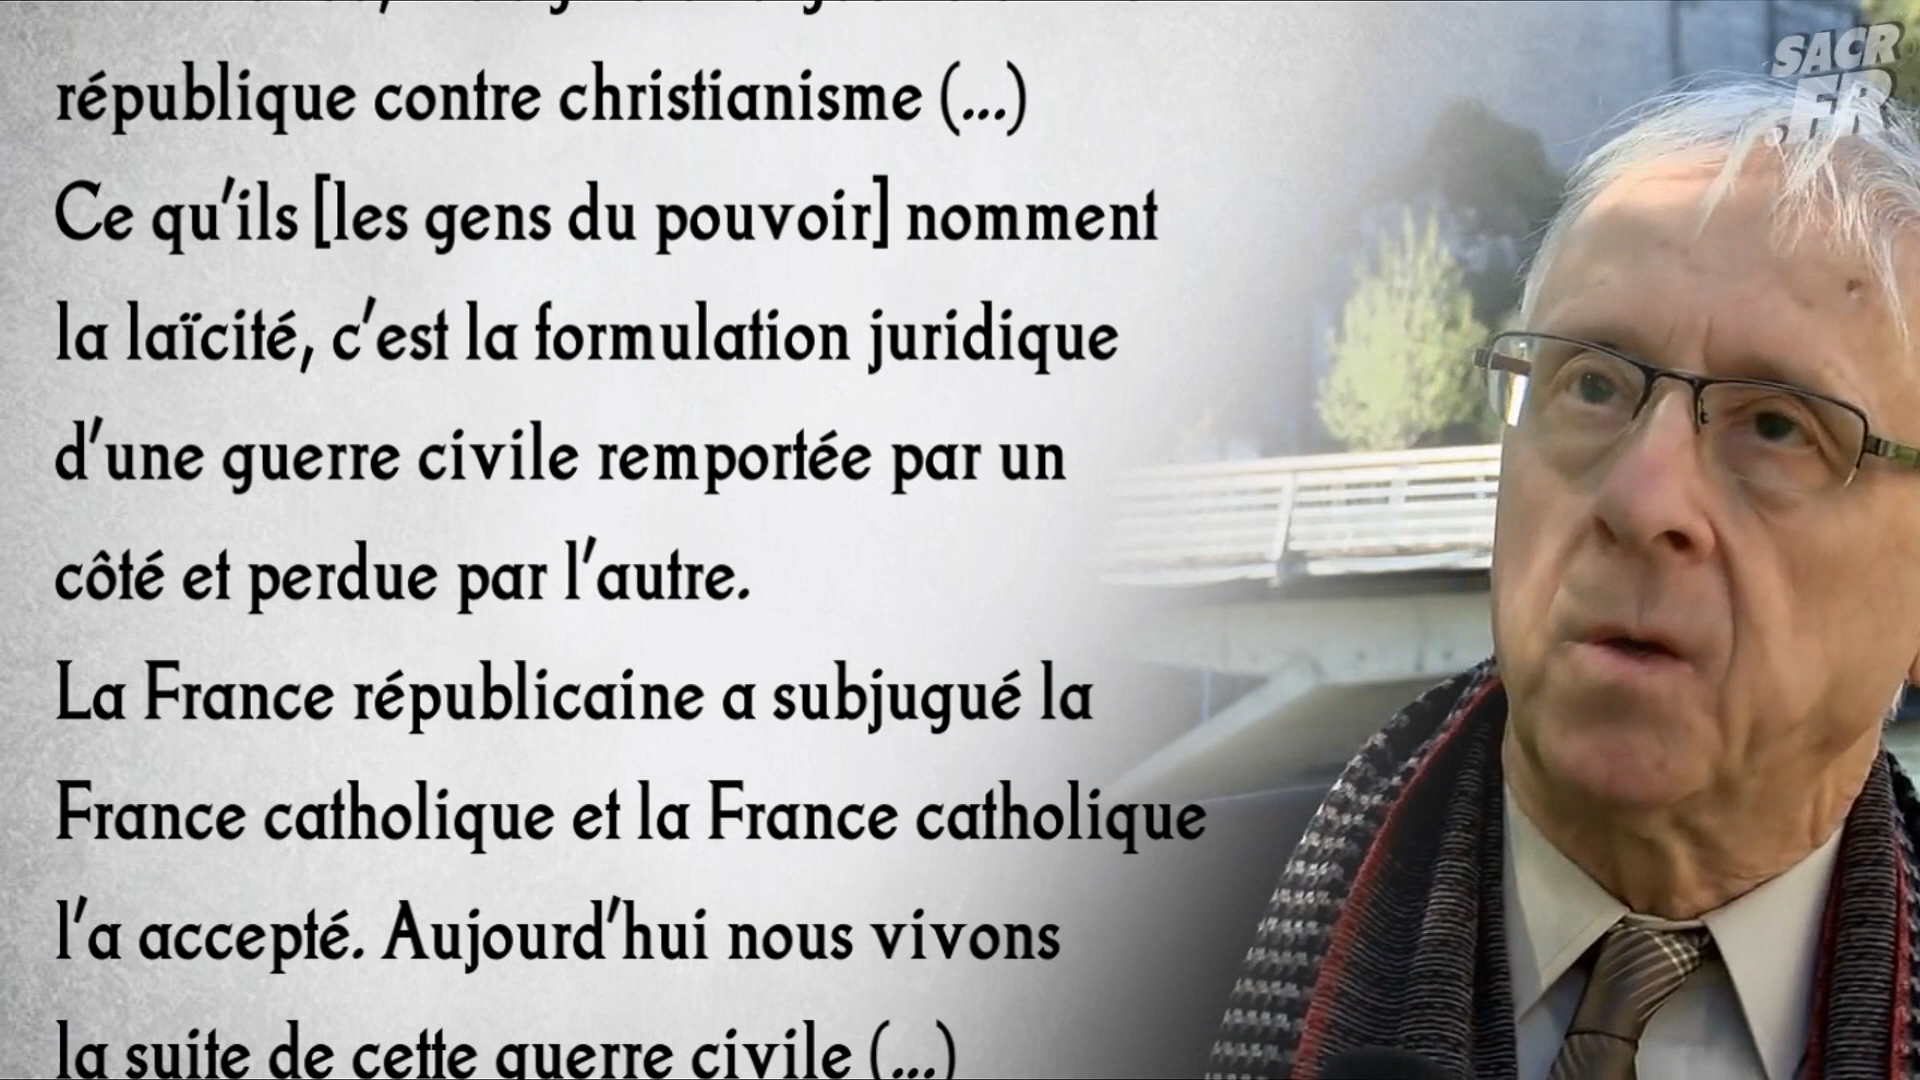 république contre christianisme (...)
Ce qu'ils [les gens du pouvoir] nomment
la laïcité, c'est la formulation juridique
d'une guerre civile remportée par un
côté et perdue par l'autre.
La France républicaine a subjugué la
France catholique et la France catholique
l'a accepté. Aujourd'hui nous vivons
la suite de cette guerre civile (...)
SACR
.FR